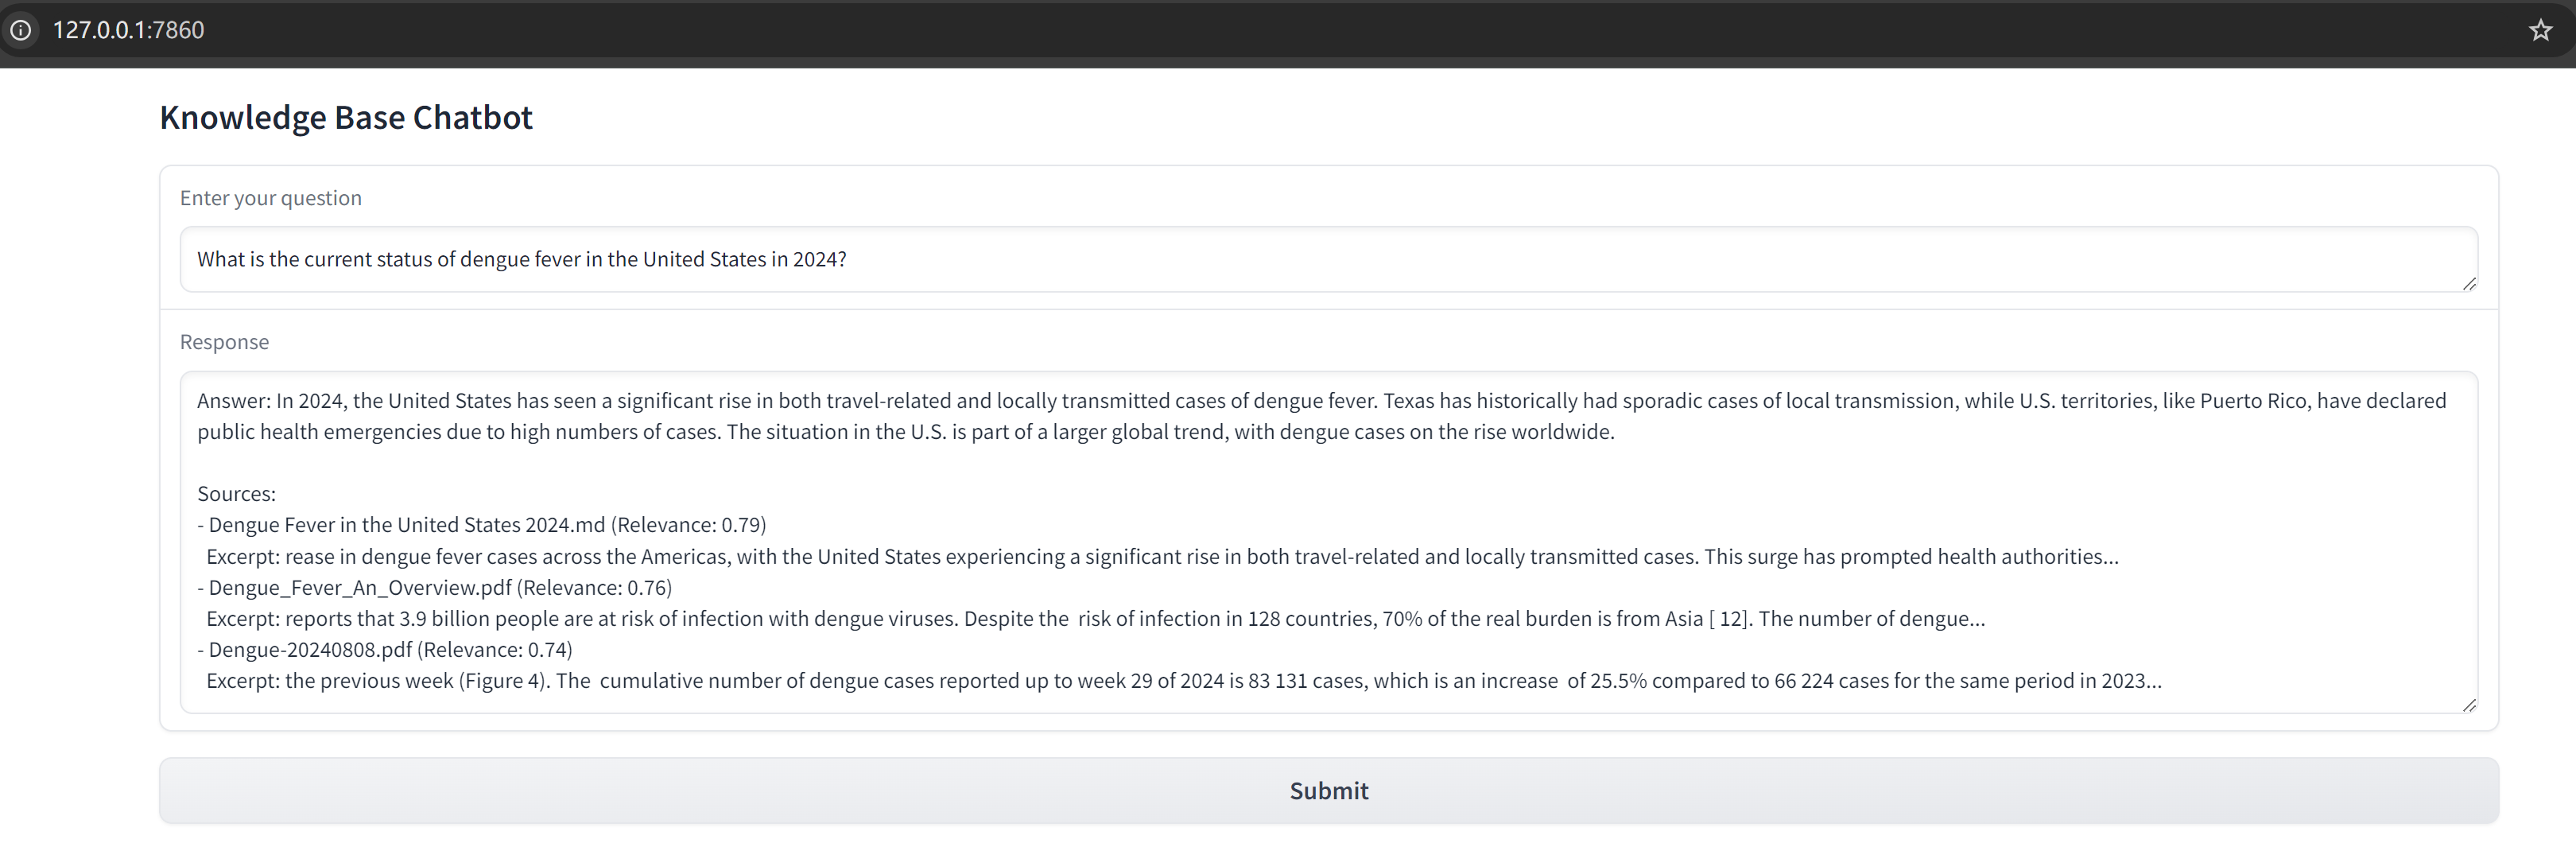 127.0.0.1:7860
Knowledge Base Chatbot
Enter your question
What is the current status of dengue fever in the United States in 2024?
Response
Answer: In 2024, the United States has seen a significant rise in both travel-related and locally transmitted cases of dengue fever. Texas has historically had sporadic cases of local transmission, while U.S. territories, like Puerto Rico, have declared
public health emergencies due to high numbers of cases. The situation in the U.S. is part of a larger global trend, with dengue cases on the rise worldwide.
Sources:
- Dengue Fever in the United States 2024.md (Relevance: 0.79)
Excerpt: rease in dengue fever cases across the Americas, with the United States experiencing a significant rise in both travel-related and locally transmitted cases. This surge has prompted health authorities...
- Dengue_Fever_An_Overview.pdf (Relevance: 0.76)
Excerpt: reports that 3.9 billion people are at risk of infection with dengue viruses. Despite the  risk of infection in 128 countries, 70% of the real burden is from Asia [ 12]. The number of dengue...
- Dengue-20240808.pdf (Relevance: 0.74)
Excerpt: the previous week (Figure 4). The  cumulative number of dengue cases reported up to week 29 of 2024 is 83 131 cases, which is an increase  of 25.5% compared to 66 224 cases for the same period in 2023...
Submit